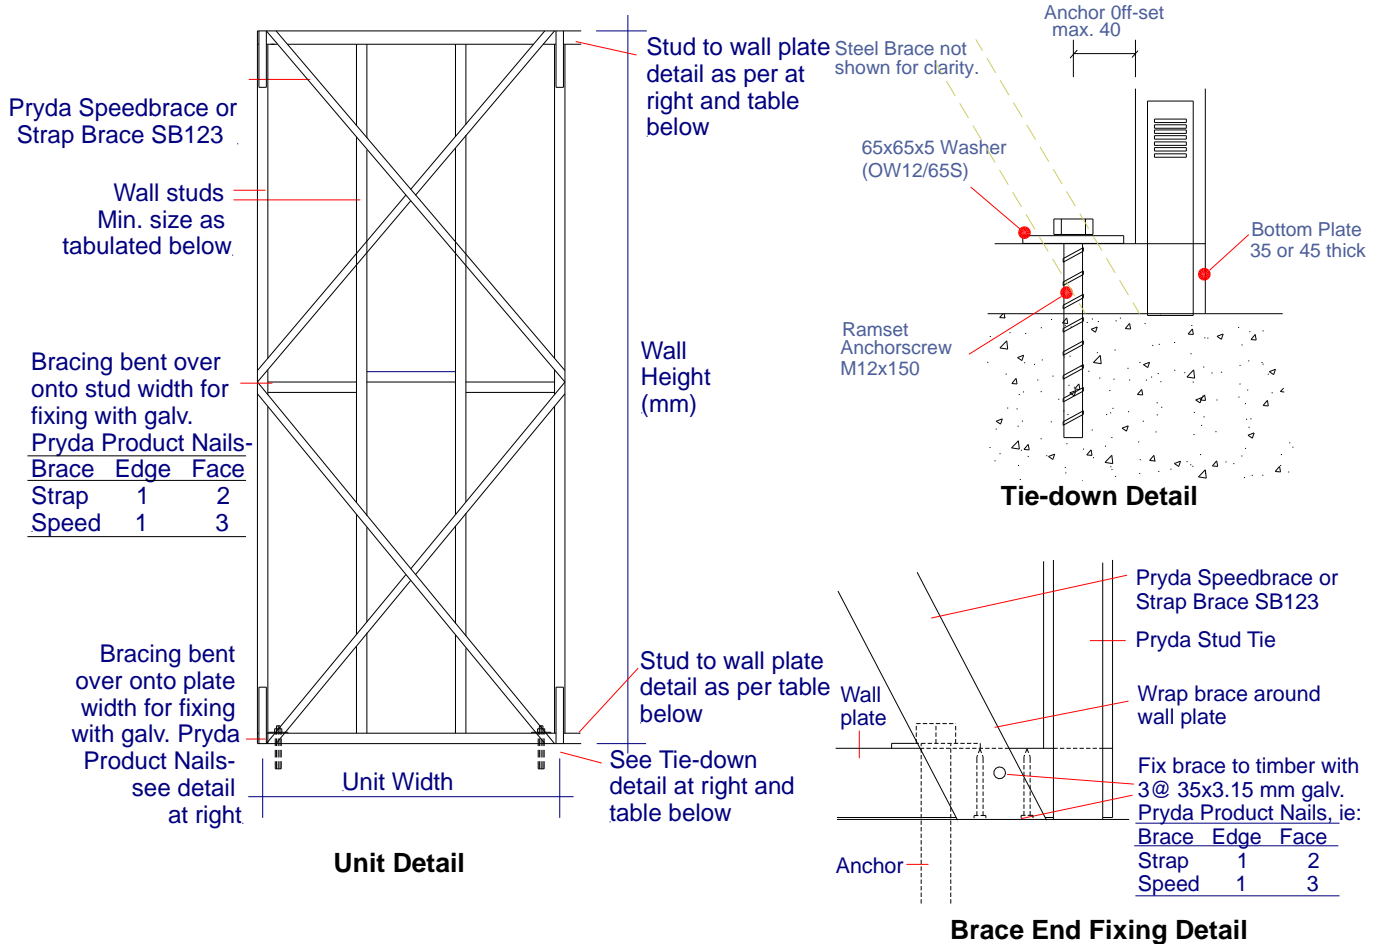 Pryda Speedbrace or
Strap Brace SB123
Wall studs
Min. size as
tabulated below
Bracing bent over
onto stud width for
fixing with galv.
Pryda Product Nails-
Brace Edge Face
Strap 1 2
Speed 1 3
Bracing bent
over onto plate
width for fixing
with galv. Pryda
Product Nails-
see detail
at right
Stud to wall plate
detail as per at
right and table
below
Wall
Height
(mm)
Stud to wall plate
detail as per table
below
See Tie-down
detail at right and
table below
Unit Width
Unit Detail
Anchor 0ff-set
max. 40
Steel Brace not
shown for clarity.
65x65x5 Washer
(OW12/65S)
Bottom Plate
35 or 45 thick
Ramset
Anchorscrew
M12x150
Tie-down Detail
Pryda Speedbrace or
Strap Brace SB123
Pryda Stud Tie
Wall
plate
Wrap brace around
wall plate
Fix brace to timber with
3@ 35x3.15 mm galv.
Pryda Product Nails, ie:
Brace Edge Face
Strap 1 2
Speed 1 3
Anchor
Brace End Fixing Detail